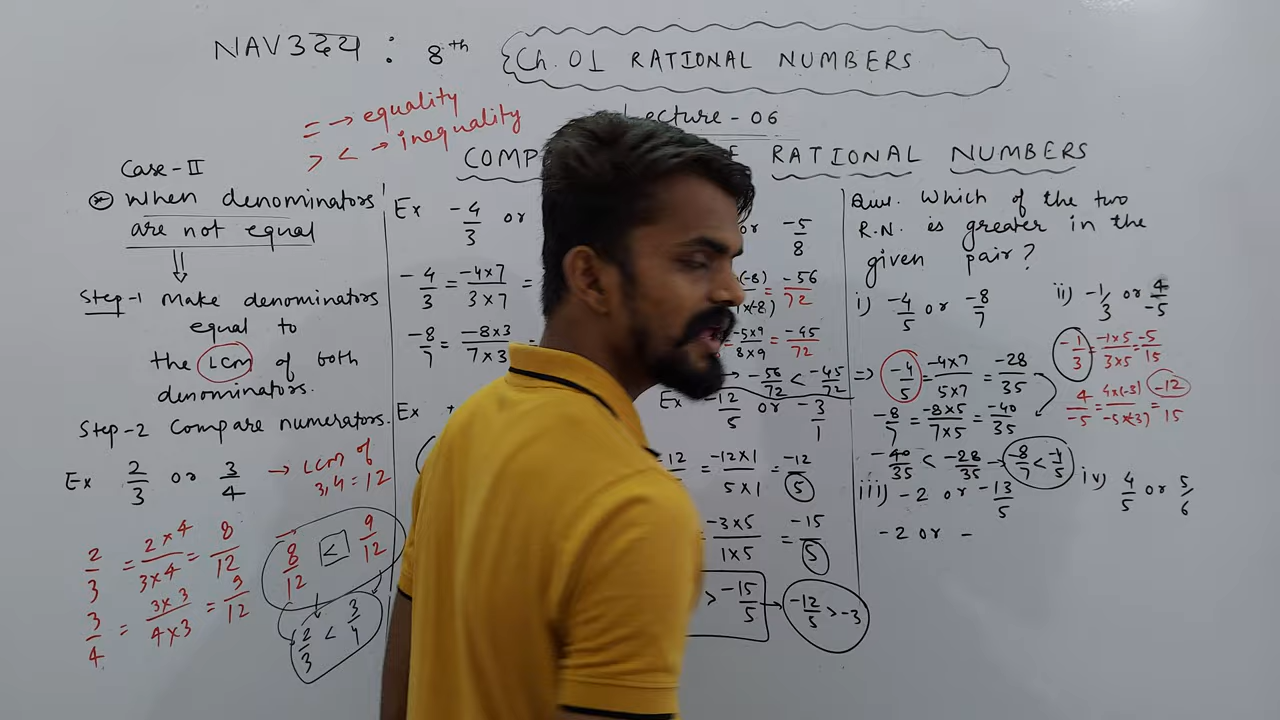 NAV322 : 8th
Ch. 01 RATIONAL NUMBERS
= → equality
> < → inequality
Lecture - 06
COMP RATIONAL NUMBERS
Case-II
When denominators
are not equal
⇓
Step-1 Make denominators
equal to
the LCM of both
denominators.
Step-2 Compare numerators.
Ex 2/3 or 3/4 → LCM of
3,4 = 12
2/3 = 2×4/3×4 = 8/12
3/4 = 3×3/4×3 = 9/12
8/12 < 9/12
2/3 < 3/4
Ex -4/3 or
-4/3 = -4×7/3×7 =
-8/7 = -8×3/7×3 =
Ex
or -5/8
= -56/72
-5×9/8×9 = -45/72
→ -56/72 < -45/72
Ex -12/5 or -3/1
= -12×1/5×1 = -12/5
= -3×5/1×5 = -15/5
> -15/5 → -12/5 > -3
Ques. Which of the two
R.N. is greater in the
given pair?
i) -4/5 or -8/7
⇒ -4/5 = -4×7/5×7 = -28/35
-8/7 = -8×5/7×5 = -40/35
-40/35 < -28/35 → -8/7 <
ii) -1/3 or 4/-5
-1/3 = -1×5/3×5 = -5/15
4/-5 = 4×(-3)/-5×(-3) = -12/15
iii) -2 or -13/5
-2 or -
iv) 4/5 or 5/6